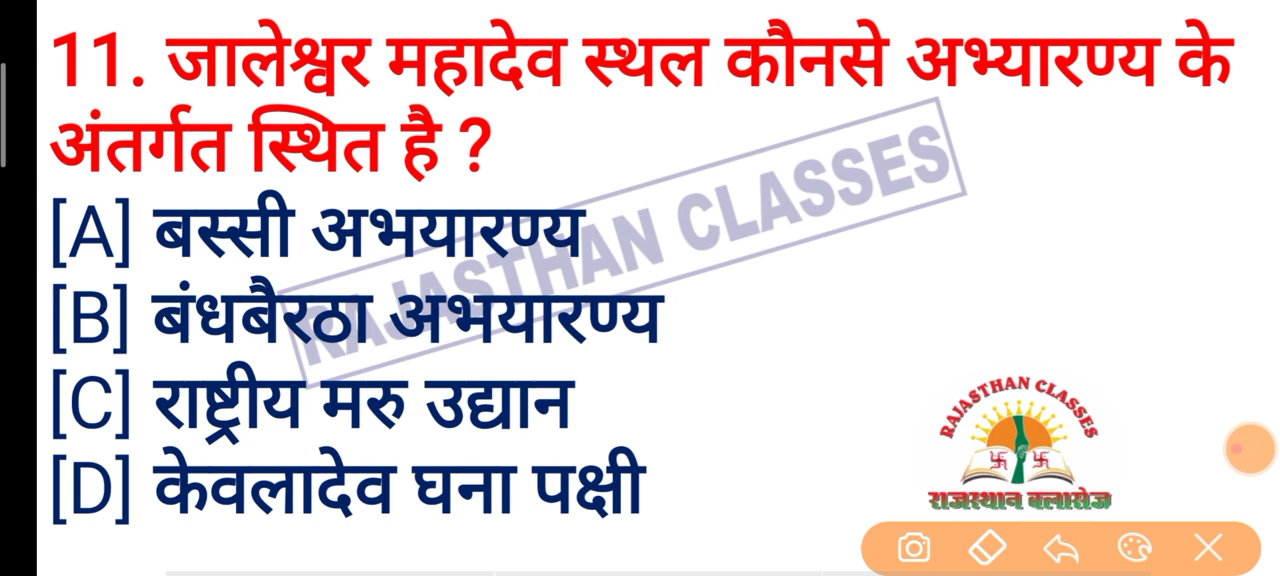 11. जालेश्वर महादेव स्थल कौनसे अभ्यारण्य के
अंतर्गत स्थित है ?
[A] बस्सी अभयारण्य
[B] बंधबैरठा अभयारण्य
[C] राष्ट्रीय मरु उद्यान
[D] केवलादेव घना पक्षी
RAJASTHAN CLASSES
RAJASTHAN CLASSES
राजस्थान क्लासेज